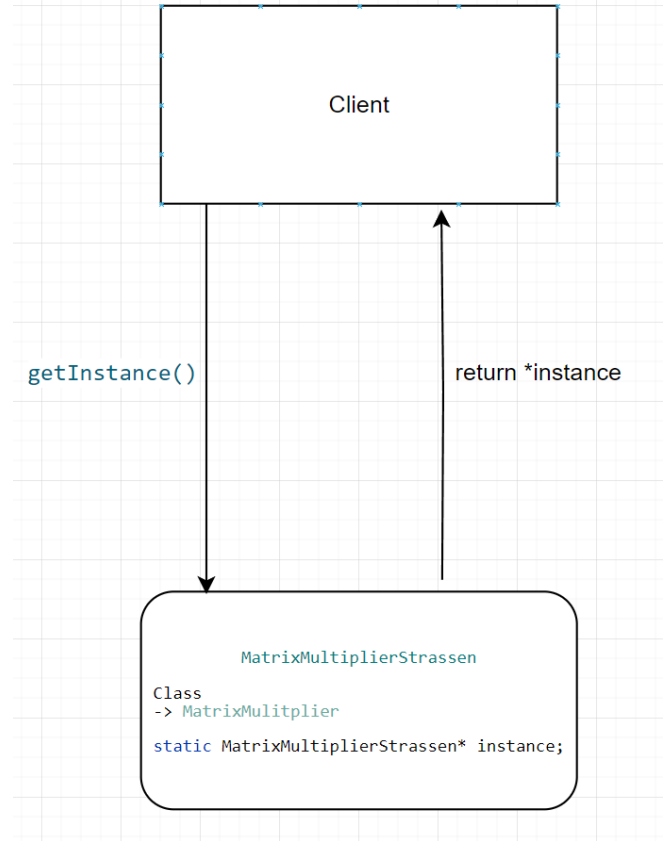 Client
getInstance()
return *instance
MatrixMultiplierStrassen
Class
-> MatrixMulitplier
static MatrixMultiplierStrassen* instance;